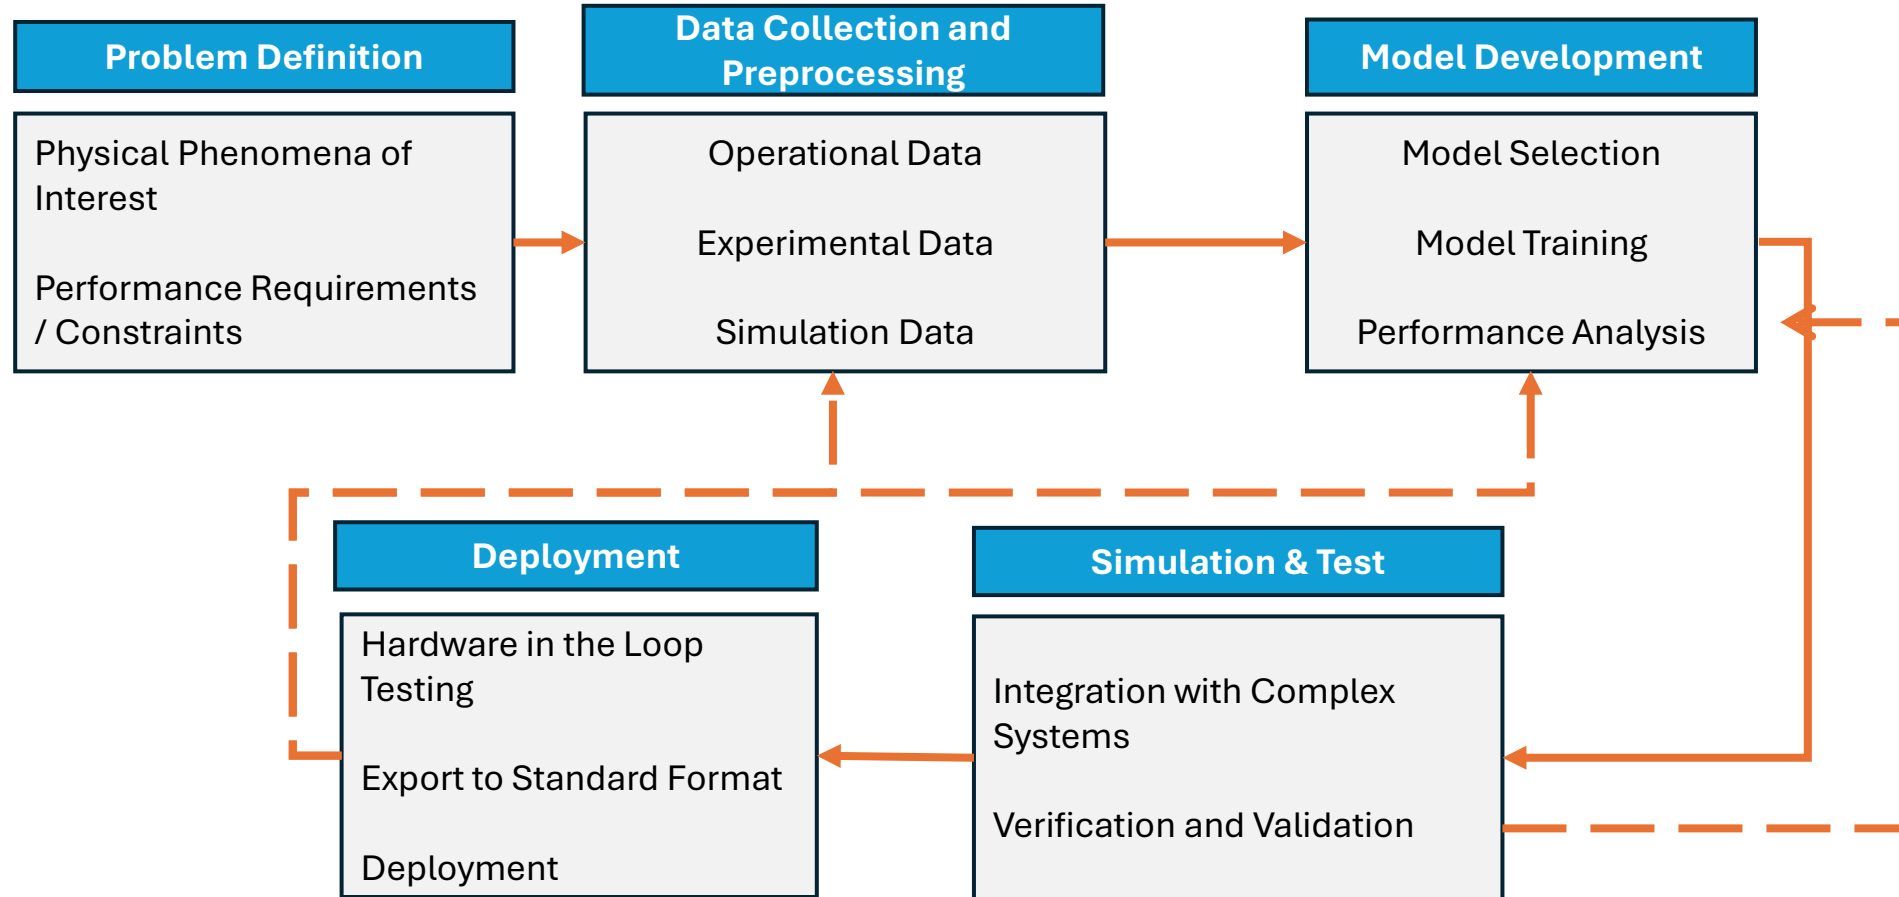 Problem Definition
Physical Phenomena of
Interest
Performance Requirements
/ Constraints
Data Collection and
Preprocessing
Operational Data
Experimental Data
Simulation Data
Model Development
Model Selection
Model Training
Performance Analysis
Simulation & Test
Integration with Complex
Systems
Verification and Validation
Deployment
Hardware in the Loop
Testing
Export to Standard Format
Deployment